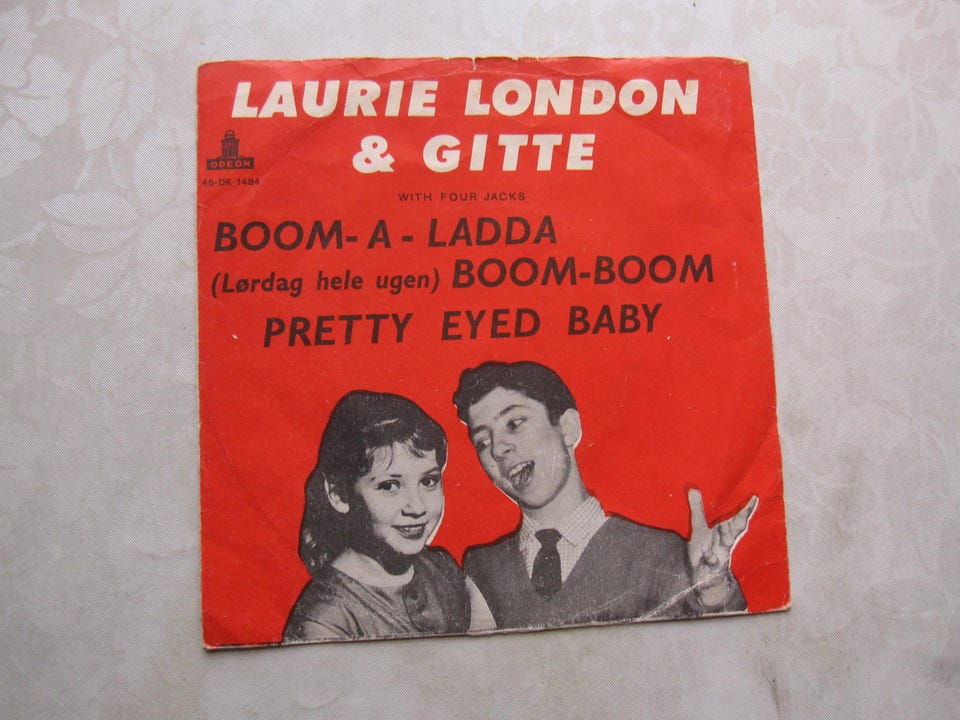 LAURIE LONDON
& GITTE
ODEON
45-DK 1484
WITH FOUR JACKS
BOOM-A-LADDA
(Lørdag hele ugen) BOOM-BOOM
PRETTY EYED BABY